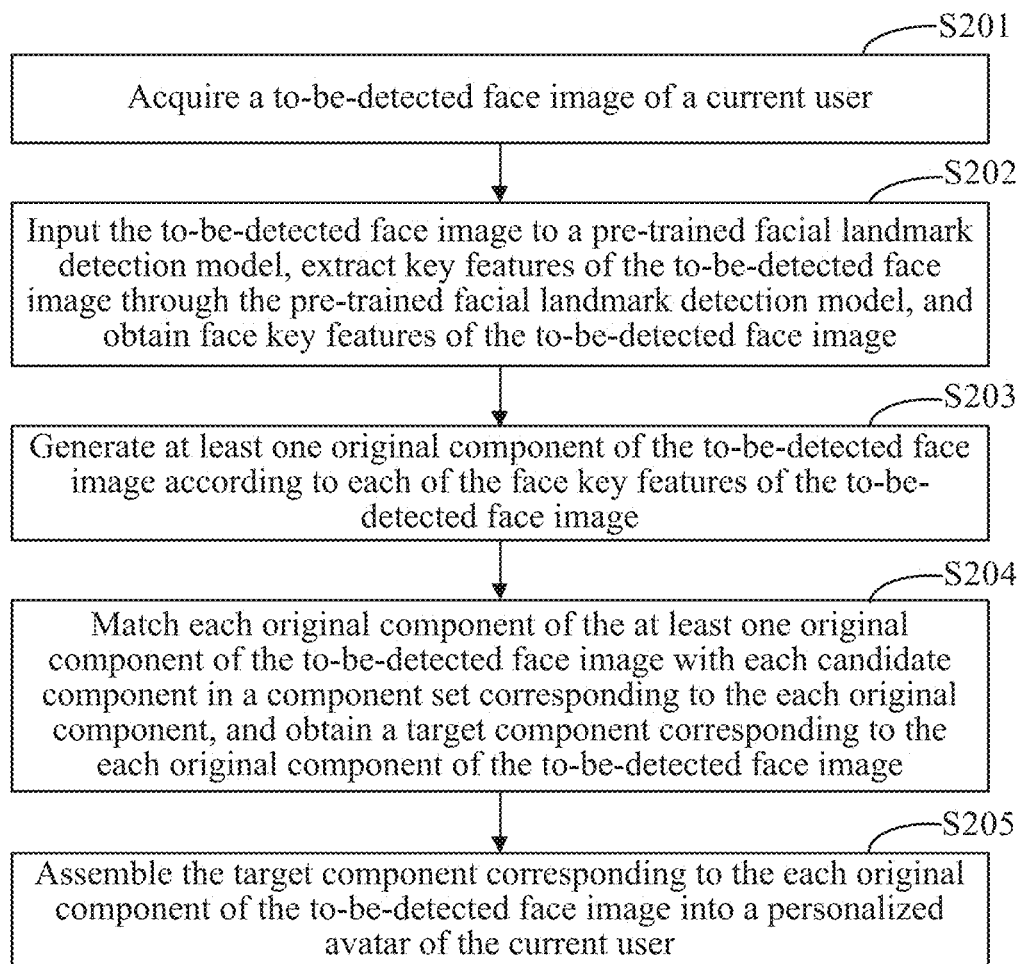 S201
Acquire a to-be-detected face image of a current user
S202
Input the to-be-detected face image to a pre-trained facial landmark
detection model, extract key features of the to-be-detected face
image through the pre-trained facial landmark detection model, and
obtain face key features of the to-be-detected face image
S203
Generate at least one original component of the to-be-detected face
image according to each of the face key features of the to-be-
detected face image
S204
Match each original component of the at least one original
component of the to-be-detected face image with each candidate
component in a component set corresponding to the each original
component, and obtain a target component corresponding to the
each original component of the to-be-detected face image
S205
Assemble the target component corresponding to the each original
component of the to-be-detected face image into a personalized
avatar of the current user